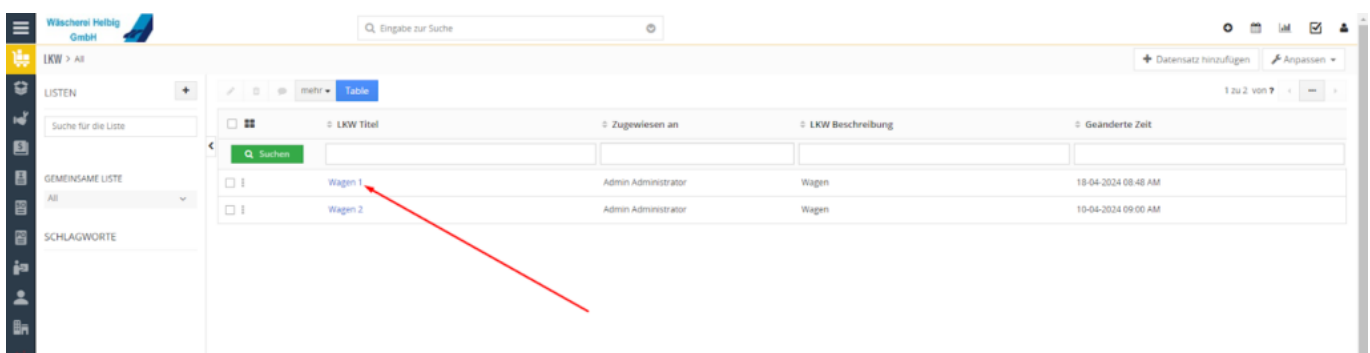 Wäscherei Helbig
GmbH
Eingabe zur Suche
LKW > All
Datensatz hinzufügen
Anpassen
LISTEN
mehr
Table
1 zu 2 von ?
Suche für die Liste
LKW Titel
Zugewiesen an
LKW Beschreibung
Geänderte Zeit
Suchen
GEMEINSAME LISTE
Wagen 1
Admin Administrator
Wagen
18-04-2024 08:48 AM
All
Wagen 2
Admin Administrator
Wagen
10-04-2024 09:00 AM
SCHLAGWORTE